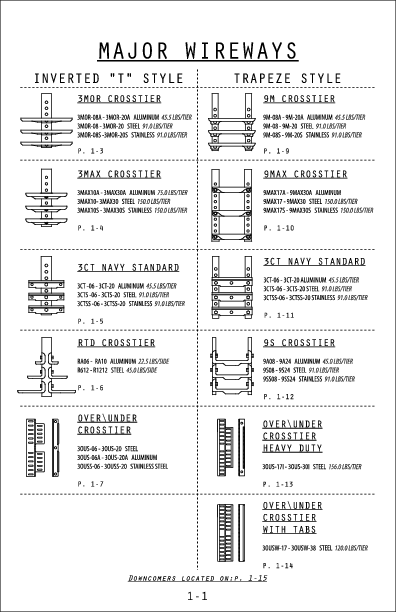 MAJOR WIREWAYS
INVERTED "T" STYLE
3MOR CROSSTIER
3MOR-08A - 3MOR-20A ALUMINUM 45.5 LBS/TIER
3MOR-08 - 3MOR-20 STEEL 91.0 LBS/TIER
3MOR-08S - 3MOR-20S STAINLESS 91.0 LBS/TIER
P. 1-3
3MAX CROSSTIER
3MAX10A - 3MAX30A ALUMINUM 75.0 LBS/TIER
3MAX10 - 3MAX30 STEEL 150.0 LBS/TIER
3MAX10S - 3MAX30S STAINLESS 150.0 LBS/TIER
P. 1-4
3CT NAVY STANDARD
3CT -06 - 3CT-20 ALUMINUM 45.5 LBS/TIER
3CTS -06 - 3CTS-20 STEEL 91.0 LBS/TIER
3CTSS -06 - 3CTSS-20 STAINLESS 91.0 LBS/TIER
P. 1-5
RTD CROSSTIER
RA06 - RA10 ALUMINUM 22.5 LBS/SIDE
R612 - R1212 STEEL 45.0 LBS/SIDE
P. 1-6
OVER\UNDER
CROSSTIER
3OUS-06 - 3OUS-20 STEEL
3OUS-06A - 3OUS-20A ALUMINUM
3OUSS-06 - 3OUSS-20 STAINLESS STEEL
P. 1-7
TRAPEZE STYLE
9M CROSSTIER
9M-08A - 9M-20A ALUMINUM 45.5 LBS/TIER
9M-08 - 9M-20 STEEL 91.0 LBS/TIER
9M-08S - 9M-20S STAINLESS 91.0 LBS/TIER
P. 1-9
9MAX CROSSTIER
9MAX17A - 9MAX30A ALUMINUM
9MAX17 - 9MAX30 STEEL 150.0 LBS/TIER
9MAX17S - 9MAX30S STAINLESS 150.0 LBS/TIER
P. 1-10
3CT NAVY STANDARD
3CT-06 - 3CT-20 ALUMINUM 45.5 LBS/TIER
3CTS-06 - 3CTS-20 STEEL 91.0 LBS/TIER
3CTSS-06 - 3CTSS-20 STAINLESS 91.0 LBS/TIER
P. 1-11
9S CROSSTIER
9A08 - 9A24 ALUMINUM 45.0 LBS/TIER
9S08 - 9S24 STEEL 91.0 LBS/TIER
9SS08 - 9SS24 STAINLESS 91.0 LBS/TIER
P. 1-12
OVER\UNDER
CROSSTIER
HEAVY DUTY
3OUS-17I - 3OUS-30I STEEL 156.0 LBS/TIER
P. 1-13
OVER\UNDER
CROSSTIER
WITH TABS
3OUSW-17 - 3OUSW-38 STEEL 120.0 LBS/TIER
P. 1-14
DOWNCOMERS LOCATED ON:P. 1-15
1-1